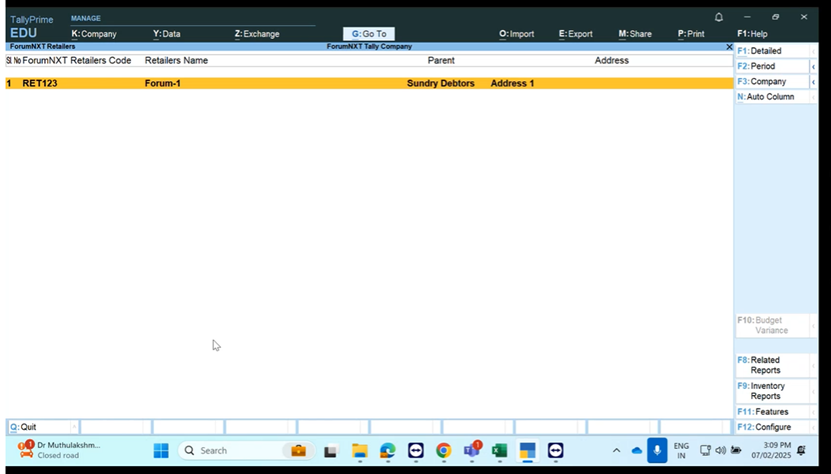 TallyPrime MANAGE
EDU K:Company Y:Data Z:Exchange G:Go To O:Import E:Export M:Share P:Print F1:Help
ForumNXT Retailers ForumNXT Tally Company
Sl No ForumNXT Retailers Code Retailers Name Parent Address
1 RET123 Forum-1 Sundry Debtors Address 1
F1:Detailed
F2:Period
F3:Company
N:Auto Column
F10:Budget
Variance
F8:Related
Reports
F9:Inventory
Reports
F11:Features
F12:Configure
Q:Quit
1 Dr Muthulakshm...
Closed road
Search
1
ENG
IN
3:09 PM
07/02/2025